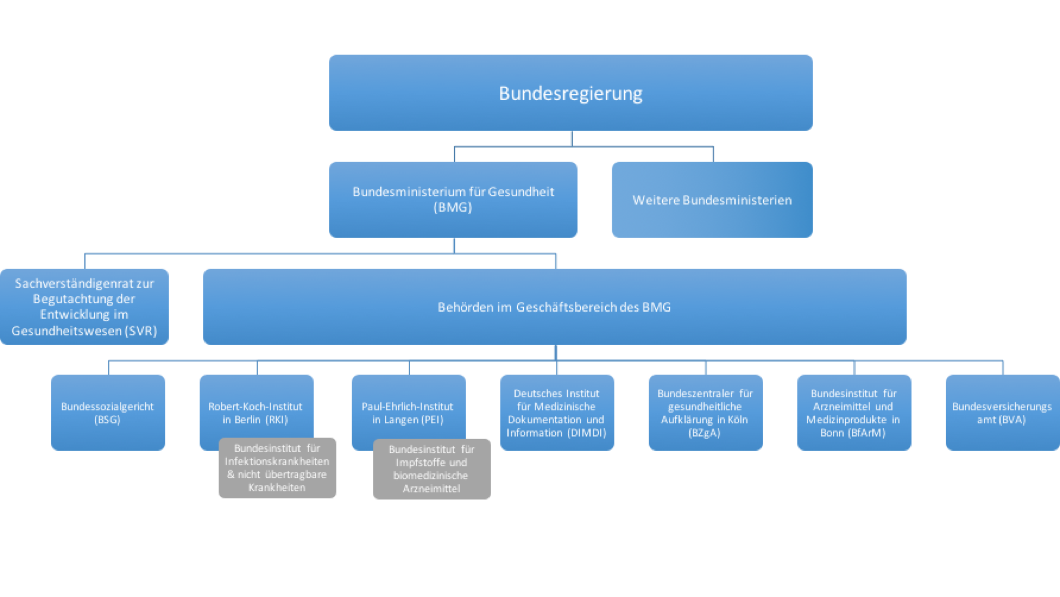 Bundesregierung
Bundesministerium für Gesundheit
(BMG)
Weitere Bundesministerien
Sachverständigenrat zur
Begutachtung der
Entwicklung im
Gesundheitswesen (SVR)
Behörden im Geschäftsbereich des BMG
Bundessozialgericht
(BSG)
Robert-Koch-Institut
in Berlin (RKI)
Bundesinstitut für
Infektionskrankheiten
& nicht übertragbare
Krankheiten
Paul-Ehrlich-Institut
in Langen (PEI)
Bundesinstitut für
Impfstoffe und
biomedizinische
Arzneimittel
Deutsches Institut
für Medizinische
Dokumentation und
Information (DIMDI)
Bundeszentraler für
gesundheitliche
Aufklärung in Köln
(BZgA)
Bundesinstitut für
Arzneimittel und
Medizinprodukte in
Bonn (BfArM)
Bundesversicherungs
amt (BVA)